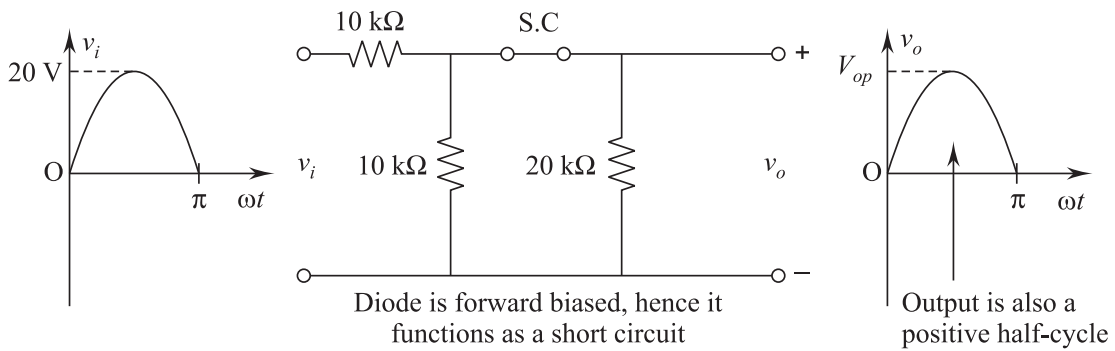 v_i
20 V
O
π
ωt
10 kΩ
S.C
+
v_i
10 kΩ
20 kΩ
v_o
–
Diode is forward biased, hence it
functions as a short circuit
v_o
V_op
O
π
ωt
Output is also a
positive half-cycle